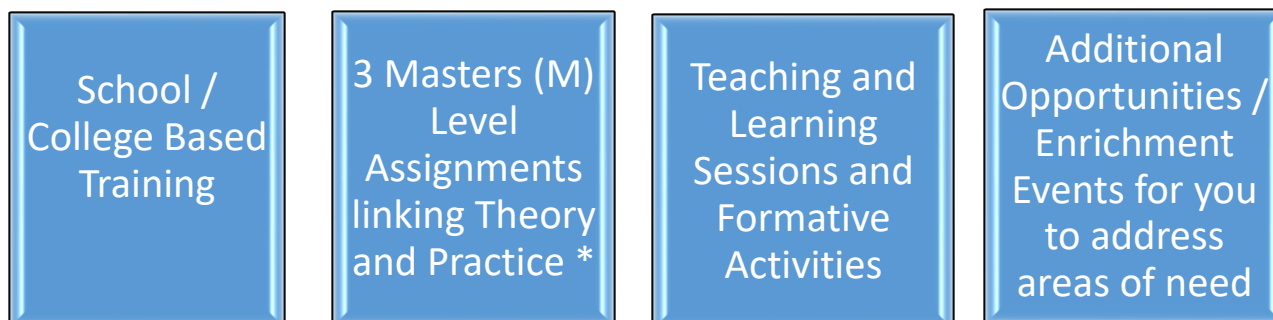 School /
College Based
Training
3 Masters (M)
Level
Assignments
linking Theory
and Practice *
Teaching and
Learning
Sessions and
Formative
Activities
Additional
Opportunities /
Enrichment
Events for you
to address
areas of need